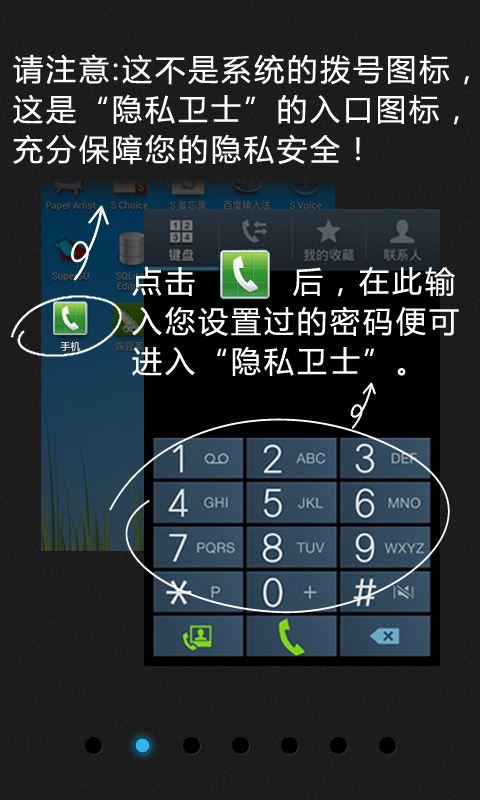 请注意:这不是系统的拨号图标，
这是“隐私卫士”的入口图标，
充分保障您的隐私安全！
Paper Artist S Choice S 备忘录 百度输入法 S Voice
键盘 我的收藏 联系人
SuperSU SQLite Editor
点击 后，在此输
入您设置过的密码便可
进入“隐私卫士”。
手机
1 2 ABC 3 DEF
4 GHI 5 JKL 6 MNO
7 PQRS 8 TUV 9 WXYZ
* P 0 + #